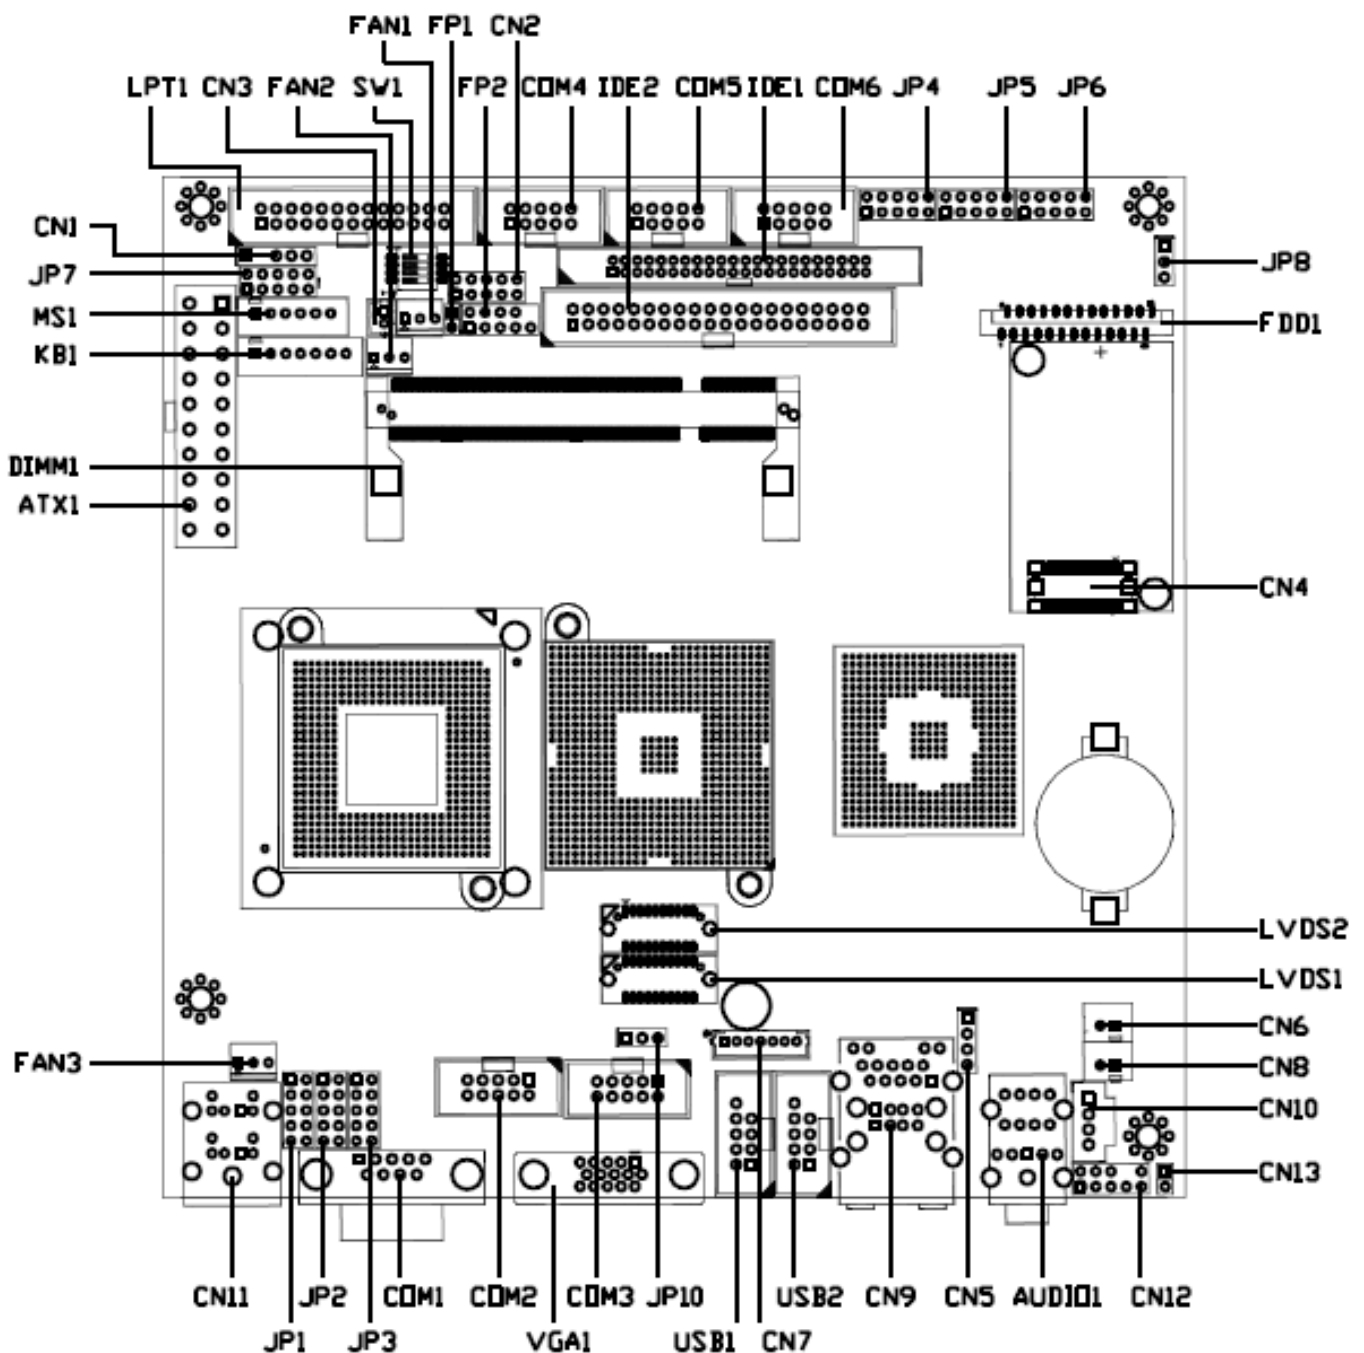 FAN1 FP1 CN2
LPT1 CN3 FAN2 SW1 FP2 COM4 IDE2 COM5 IDE1 COM6 JP4 JP5 JP6
CN1
JP8
JP7
MS1
FDD1
KB1
DIMM1
ATX1
CN4
LVDS2
LVDS1
CN6
FAN3
CN8
CN10
CN13
CN11 JP2 COM1 COM2 COM3 JP10 USB2 CN9 CN5 AUDIO1 CN12
JP1 JP3 VGA1 USB1 CN7